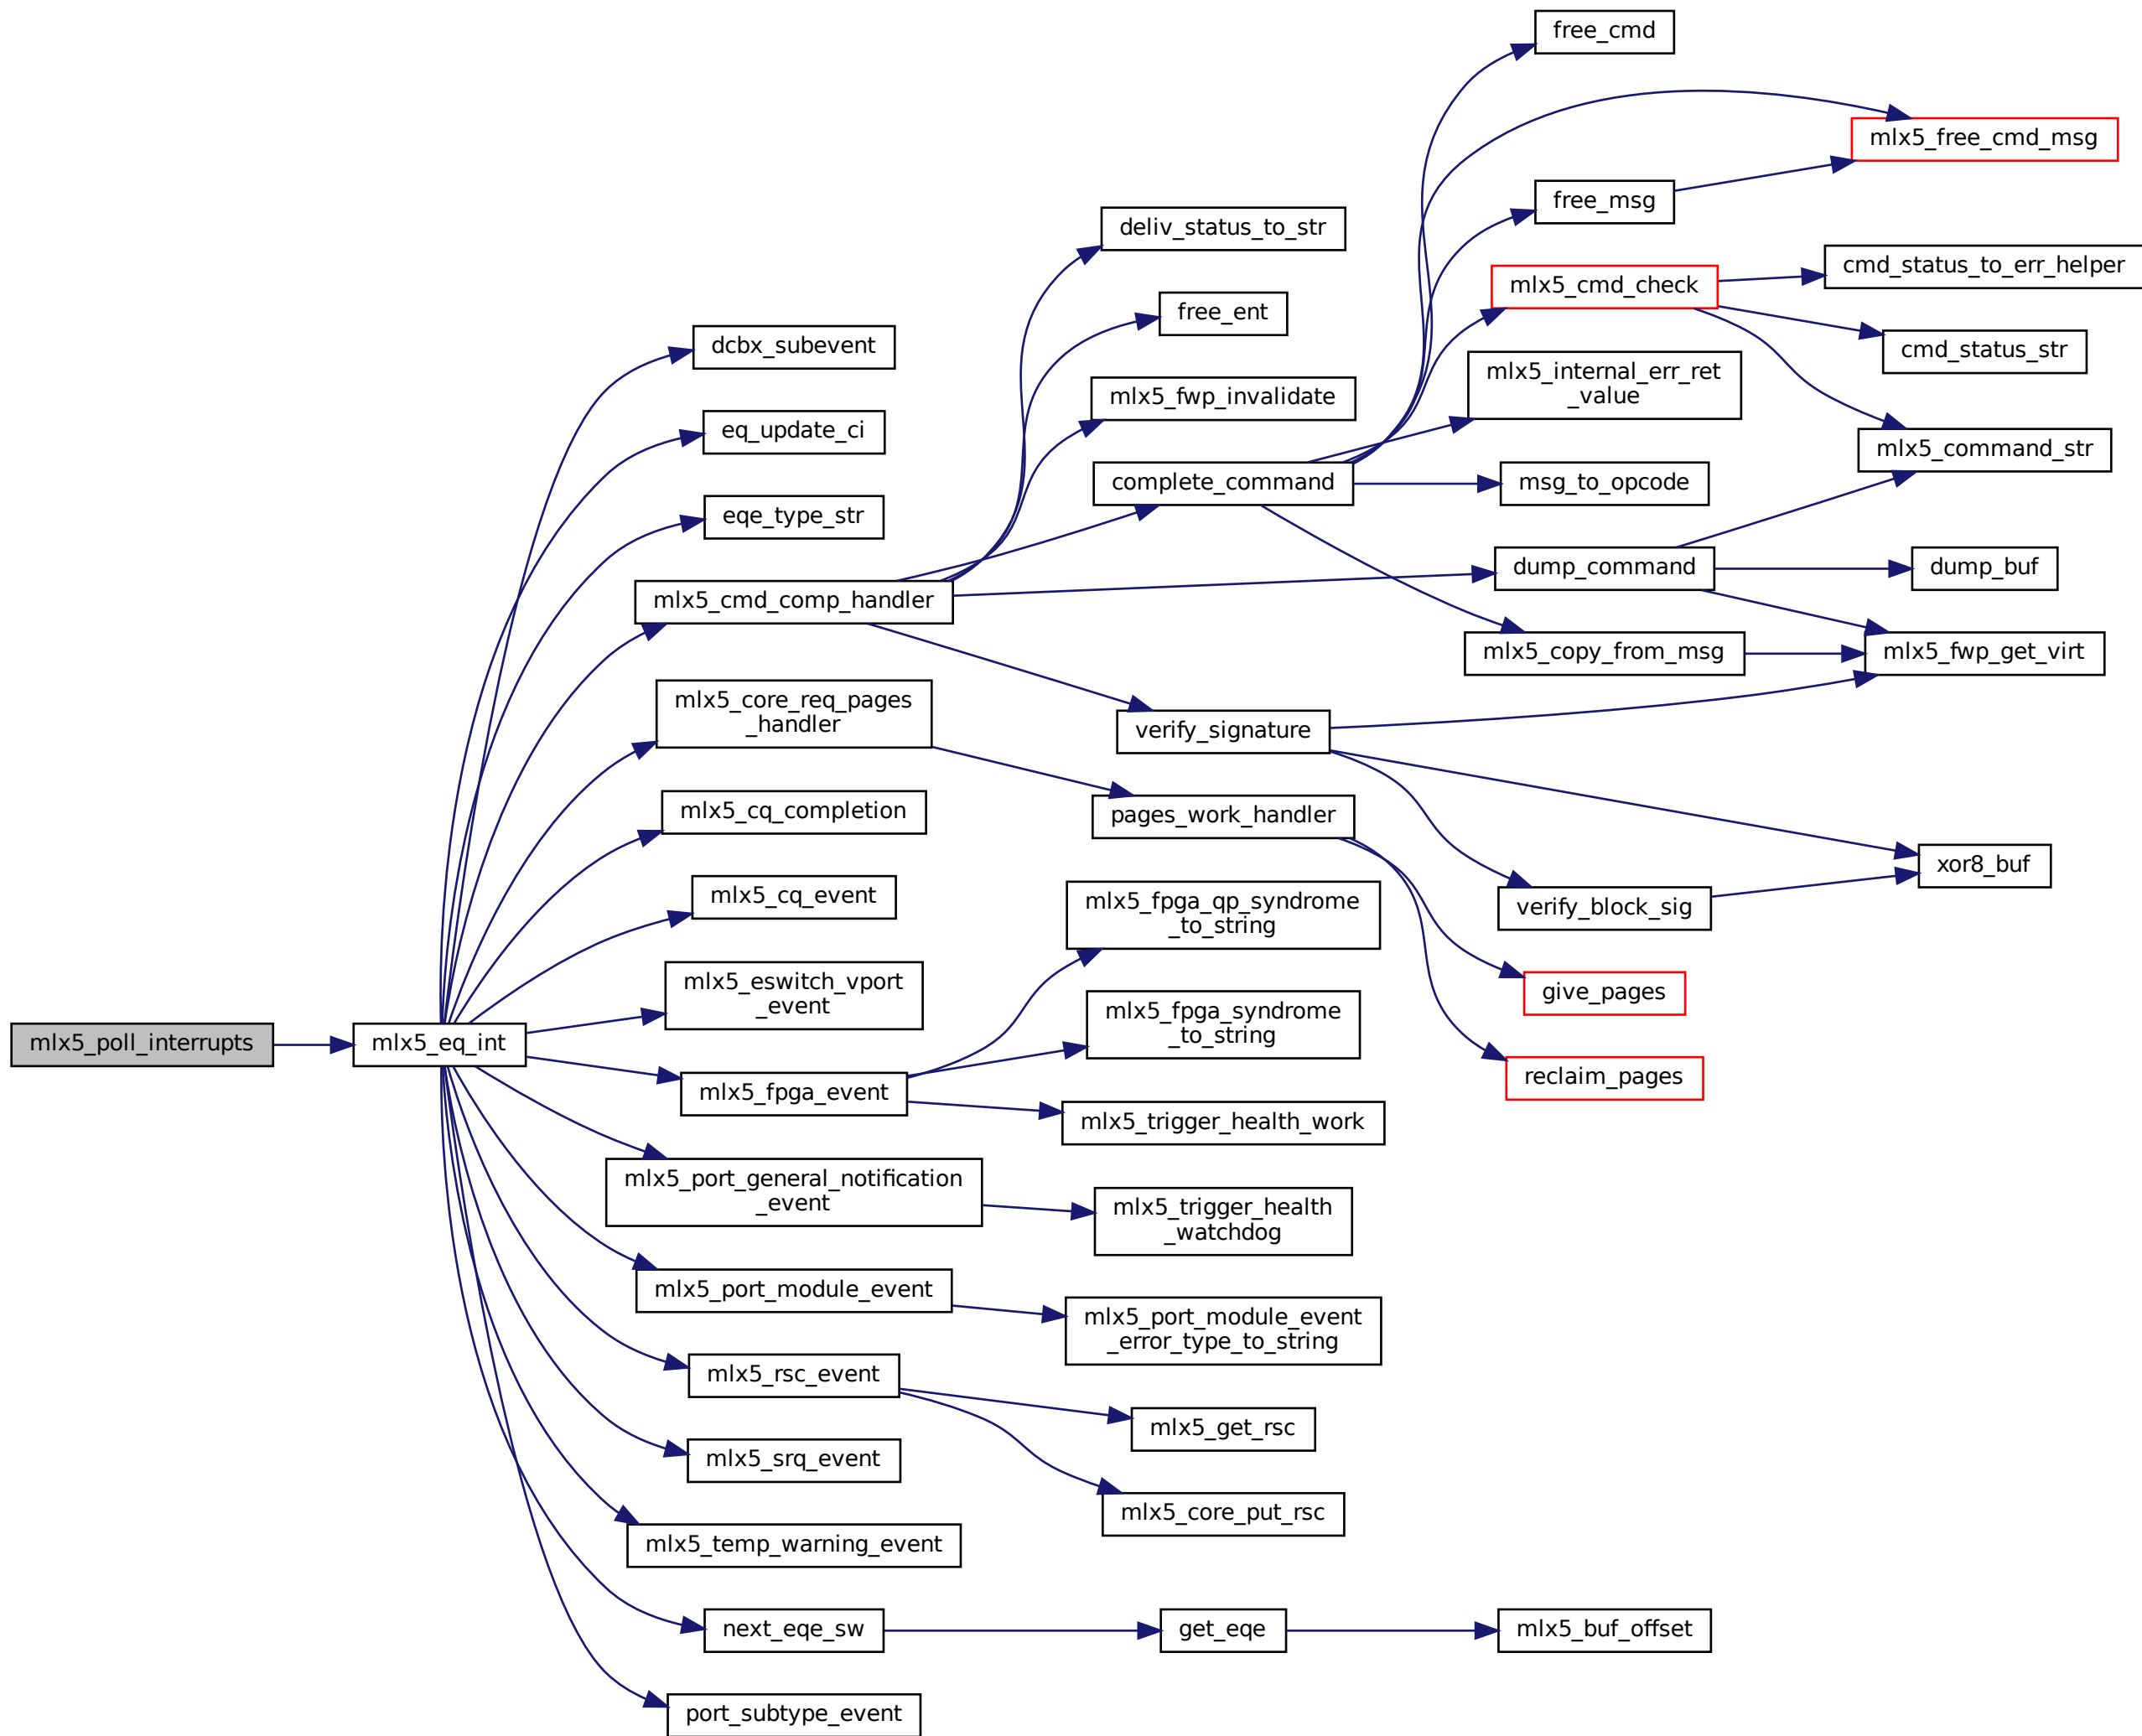 free_cmd
mlx5_free_cmd_msg
free_msg
deliv_status_to_str
cmd_status_to_err_helper
mlx5_cmd_check
free_ent
dcbx_subevent
cmd_status_str
mlx5_internal_err_ret
_value
mlx5_fwp_invalidate
eq_update_ci
mlx5_command_str
complete_command
msg_to_opcode
eqe_type_str
dump_command
dump_buf
mlx5_cmd_comp_handler
mlx5_copy_from_msg
mlx5_fwp_get_virt
mlx5_core_req_pages
_handler
verify_signature
mlx5_cq_completion
pages_work_handler
xor8_buf
mlx5_cq_event
verify_block_sig
mlx5_fpga_qp_syndrome
_to_string
mlx5_eswitch_vport
_event
give_pages
mlx5_fpga_syndrome
_to_string
mlx5_poll_interrupts
mlx5_eq_int
reclaim_pages
mlx5_fpga_event
mlx5_trigger_health_work
mlx5_port_general_notification
_event
mlx5_trigger_health
_watchdog
mlx5_port_module_event
mlx5_port_module_event
_error_type_to_string
mlx5_rsc_event
mlx5_get_rsc
mlx5_srq_event
mlx5_core_put_rsc
mlx5_temp_warning_event
next_eqe_sw
get_eqe
mlx5_buf_offset
port_subtype_event